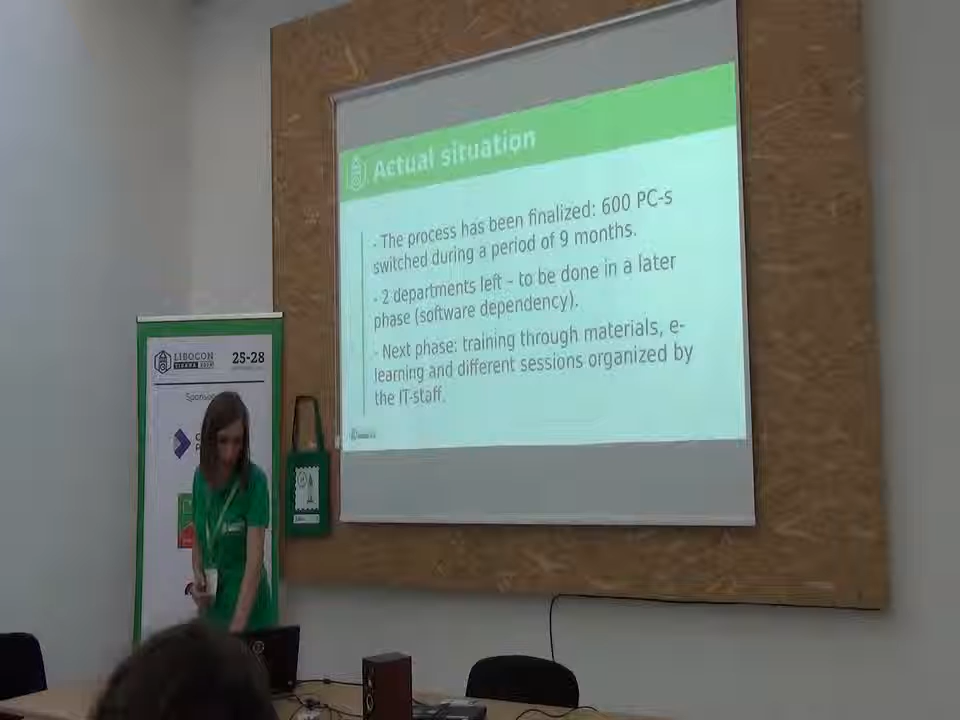 Actual situation
- The process has been finalized: 600 PC-s
switched during a period of 9 months.
- 2 departments left – to be done in a later
phase (software dependency).
- Next phase: training through materials, e-
learning and different sessions organized by
the IT-staff.
LIBOCON
25-28